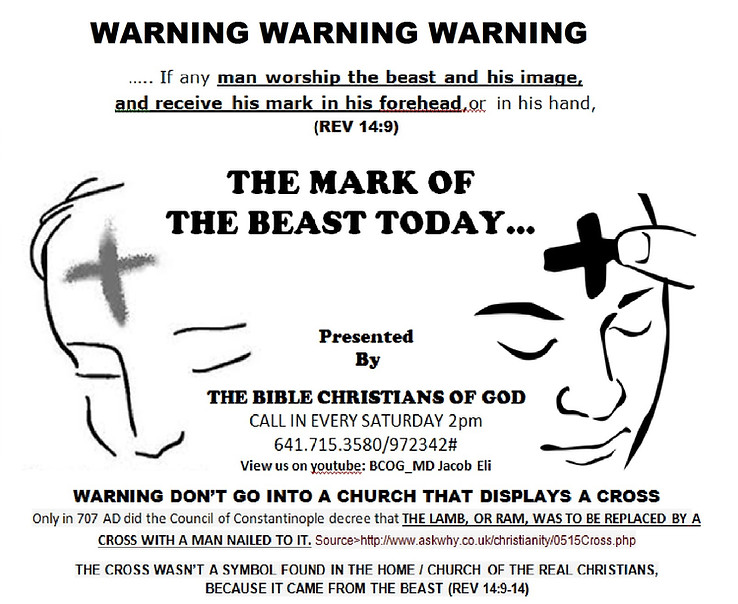 WARNING WARNING WARNING
..... If any man worship the beast and his image,
and receive his mark in his forehead,or in his hand,
(REV 14:9)
THE MARK OF
THE BEAST TODAY...
Presented
By
THE BIBLE CHRISTIANS OF GOD
CALL IN EVERY SATURDAY 2pm
641.715.3580/972342#
View us on youtube: BCOG_MD Jacob Eli
WARNING DON'T GO INTO A CHURCH THAT DISPLAYS A CROSS
Only in 707 AD did the Council of Constantinople decree that THE LAMB, OR RAM, WAS TO BE REPLACED BY A
CROSS WITH A MAN NAILED TO IT. Source>http://www.askwhy.co.uk/christianity/0515Cross.php
THE CROSS WASN'T A SYMBOL FOUND IN THE HOME / CHURCH OF THE REAL CHRISTIANS,
BECAUSE IT CAME FROM THE BEAST (REV 14:9-14)